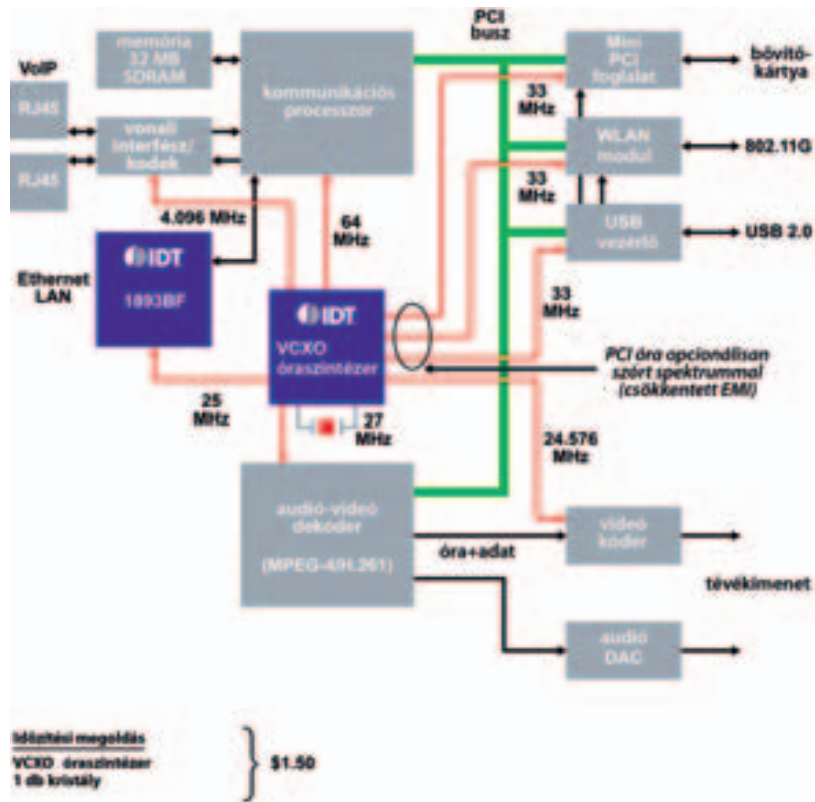 memória
32 MB
SDRAM
VoIP
RJ45
RJ45
vonali
interfész/
kodek
kommunikációs
processzor
PCI
busz
Mini
PCI
foglalat
bővítő-
kártya
33
MHz
WLAN
modul
802.11G
33
MHz
USB
vezérlő
USB 2.0
33
MHz
4.096 MHz
64
MHz
Ethernet
LAN
IDT
1893BF
IDT
VCXO
óraszintézer
PCI óra opcionálisan
szórt spektrummal
(csökkentett EMI)
25
MHz
27
MHz
24.576
MHz
audió-videó
dekóder
(MPEG-4/H.261)
óra+adat
videó
kóder
tévékimenet
audió
DAC
Időzítési megoldás
VCXO óraszintézer
1 db kristály
$1.50